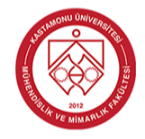 KASTAMONU ÜNİVERSİTESİ
2012
MÜHENDİSLİK VE MİMARLIK FAKÜLTESİ